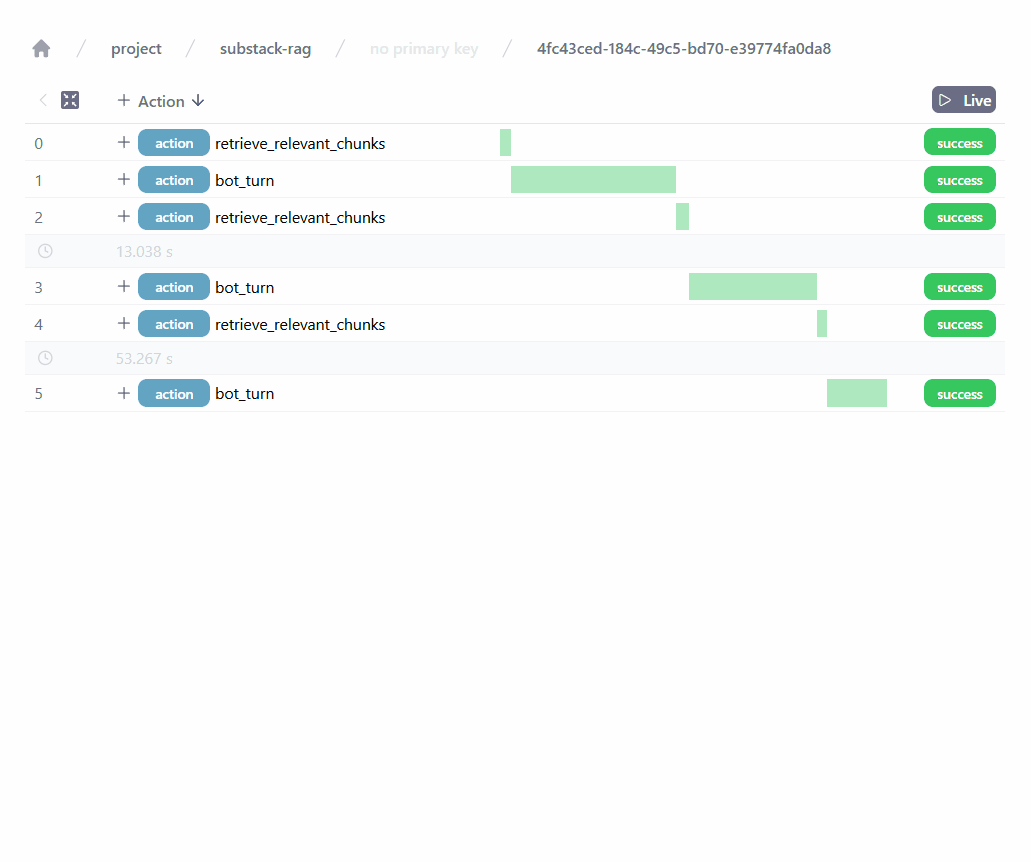 / project / substack-rag / no primary key / 4fc43ced-184c-49c5-bd70-e39774fa0da8
+ Action ↓ Live
0 + action retrieve_relevant_chunks success
1 + action bot_turn success
2 + action retrieve_relevant_chunks success
13.038 s
3 + action bot_turn success
4 + action retrieve_relevant_chunks success
53.267 s
5 + action bot_turn success